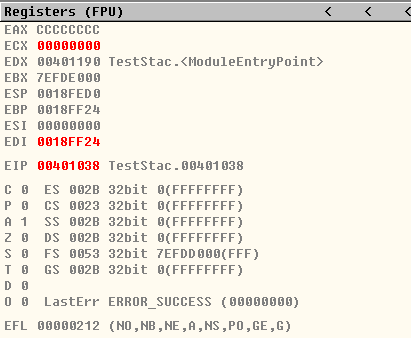 Registers (FPU) < < <
EAX CCCCCCCC
ECX 00000000
EDX 00401190 TestStac.<ModuleEntryPoint>
EBX 7EFDE000
ESP 0018FED0
EBP 0018FF24
ESI 00000000
EDI 0018FF24
EIP 00401038 TestStac.00401038
C 0 ES 002B 32bit 0(FFFFFFFF)
P 0 CS 0023 32bit 0(FFFFFFFF)
A 1 SS 002B 32bit 0(FFFFFFFF)
Z 0 DS 002B 32bit 0(FFFFFFFF)
S 0 FS 0053 32bit 7EFDD000(FFF)
T 0 GS 002B 32bit 0(FFFFFFFF)
D 0
O 0 LastErr ERROR_SUCCESS (00000000)
EFL 00000212 (NO,NB,NE,A,NS,PO,GE,G)